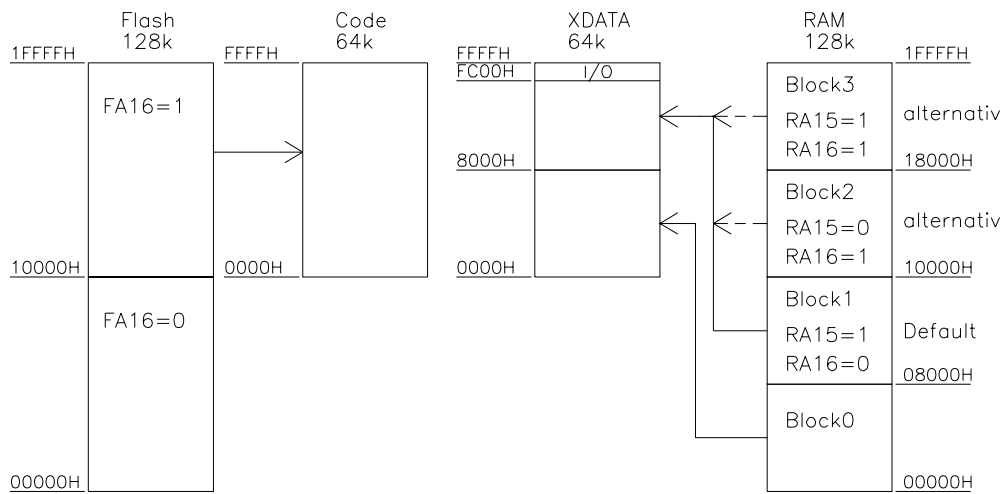 Flash
128k
Code
64k
XDATA
64k
RAM
128k
1FFFFH
FFFFH
FFFFH
FC00H
I/O
1FFFFH
FA16=1
Block3
RA15=1
RA16=1
alternativ
8000H
18000H
Block2
RA15=0
RA16=1
alternativ
10000H
0000H
0000H
10000H
FA16=0
Block1
RA15=1
RA16=0
Default
08000H
Block0
00000H
00000H